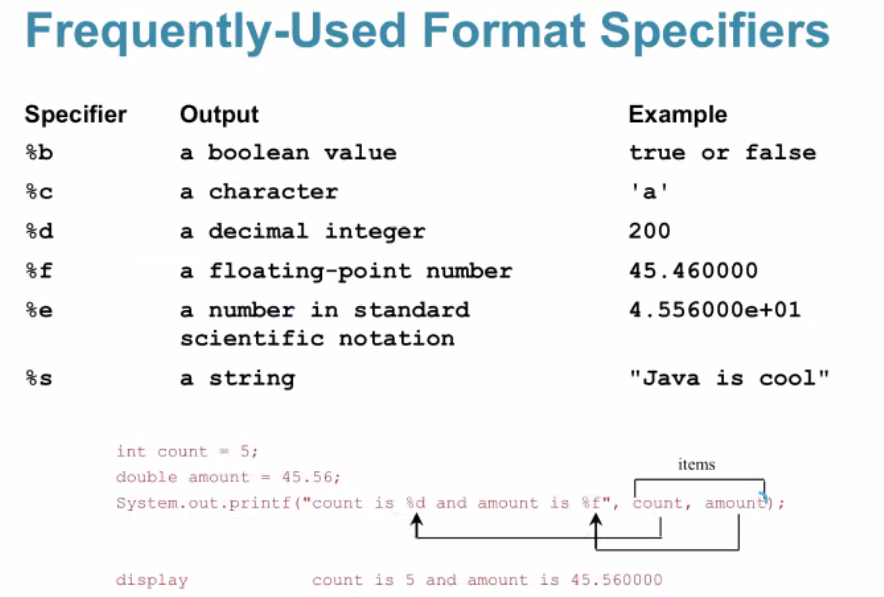 Frequently-Used Format Specifiers
Specifier Output Example
%b a boolean value true or false
%c a character 'a'
%d a decimal integer 200
%f a floating-point number 45.460000
%e a number in standard 4.556000e+01
scientific notation
%s a string "Java is cool"
int count = 5;
items
double amount = 45.56;
System.out.printf("count is %d and amount is %f", count, amount);
display count is 5 and amount is 45.560000